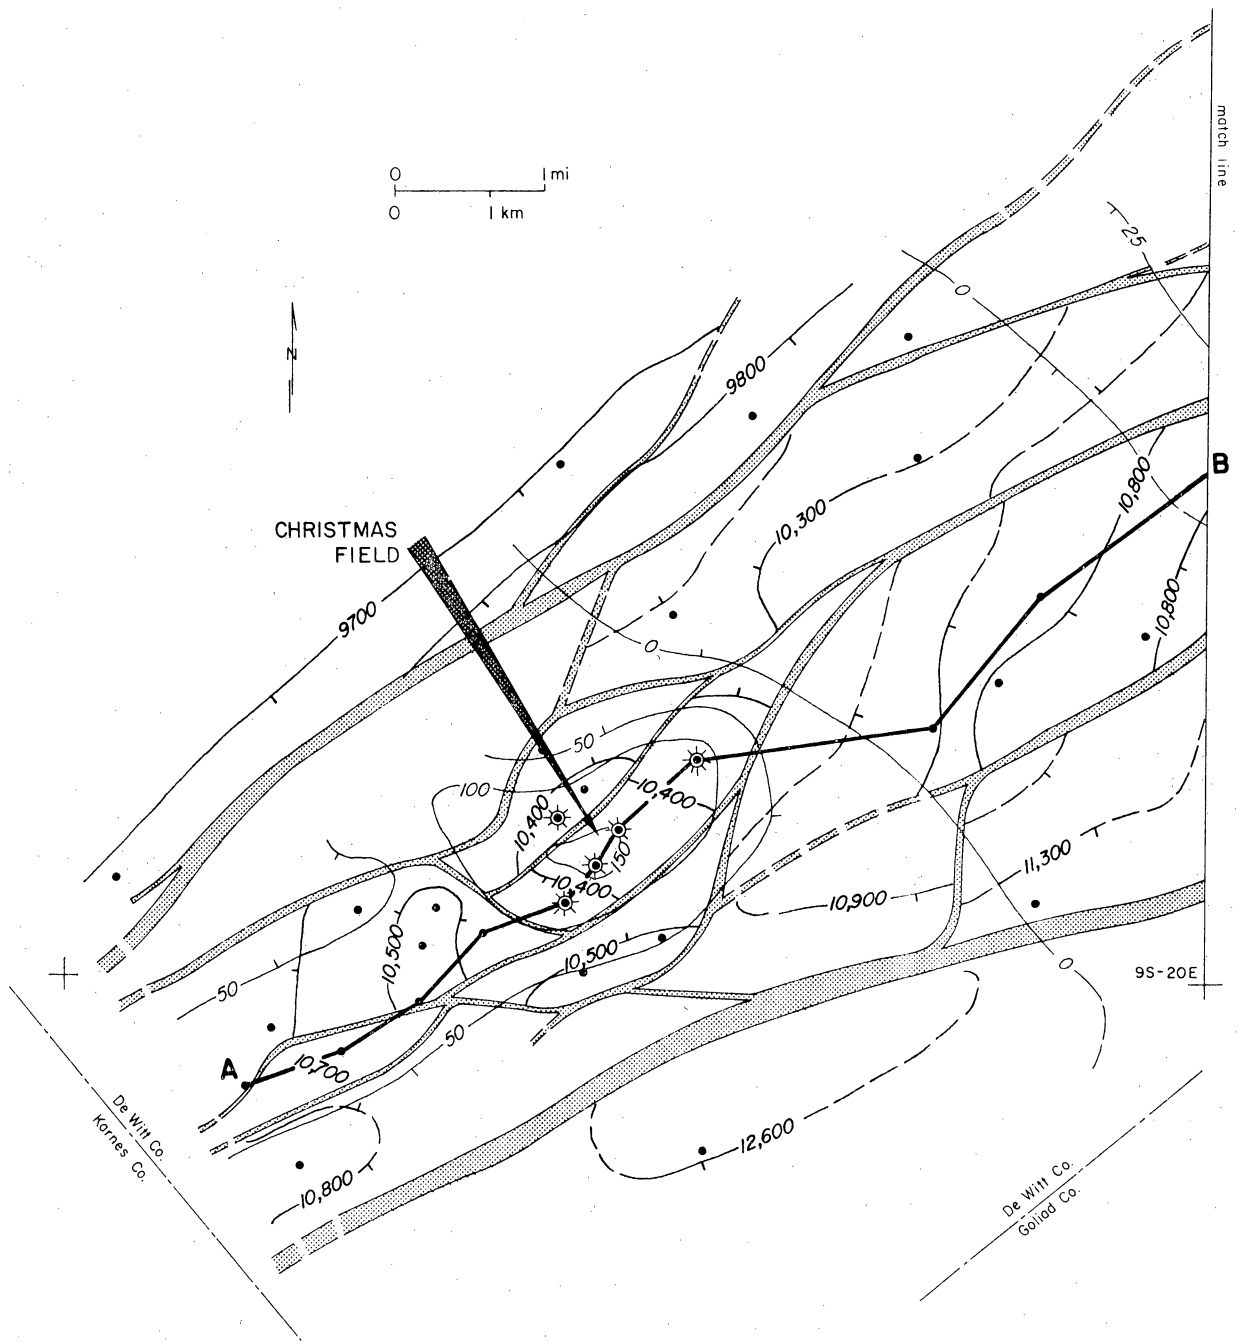 match line
0 1 mi
0 1 km
25
0
N
9800
B
10,800
CHRISTMAS
FIELD
10,300
9700
10,800
0
50
100
10,400
10,400
150
11,300
10,400
10,900
10,500
10,500
0
9S-20E
50
50
A
10,700
De Witt Co.
Karnes Co.
12,600
10,800
De Witt Co.
Goliad Co.